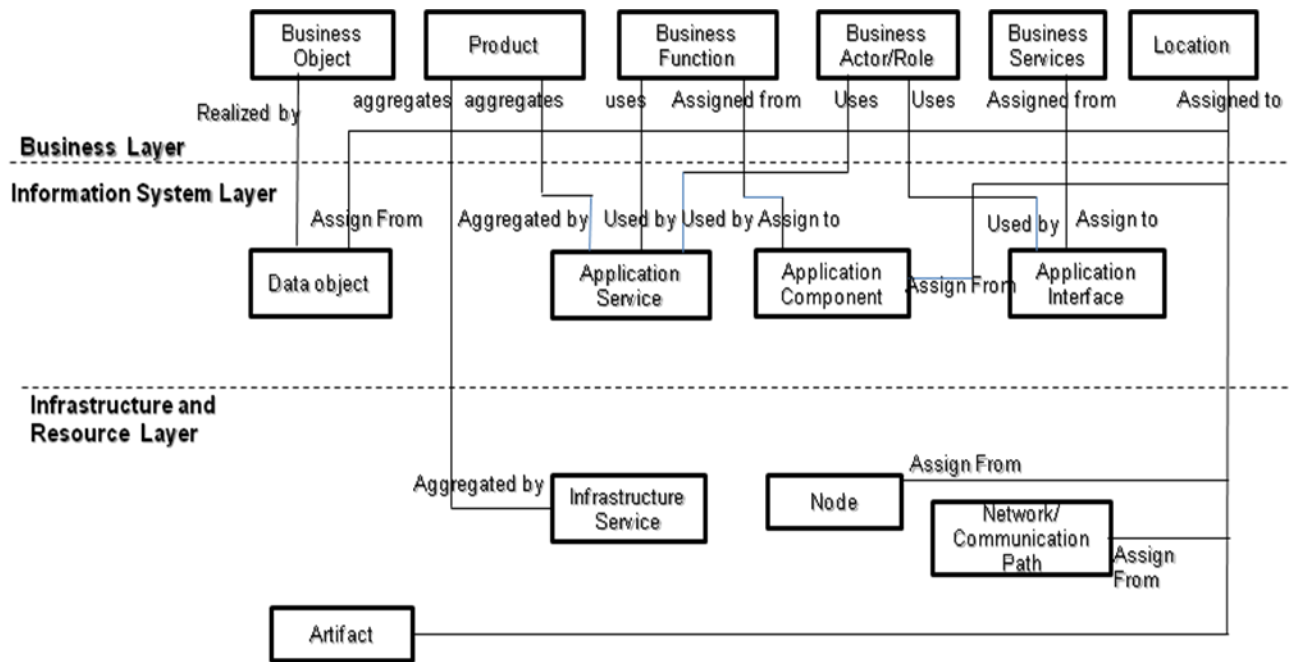 Business
Object
Product
Business
Function
Business
Actor/Role
Business
Services
Location
Realized by
aggregates
aggregates
uses
Assigned from
Uses
Uses
Assigned from
Assigned to
Business Layer
Information System Layer
Assign From
Aggregated by
Used by
Used by
Assign to
Used by
Assign to
Data object
Application
Service
Application
Component
Assign From
Application
Interface
Infrastructure and
Resource Layer
Aggregated by
Infrastructure
Service
Node
Assign From
Network/
Communication
Path
Assign
From
Artifact